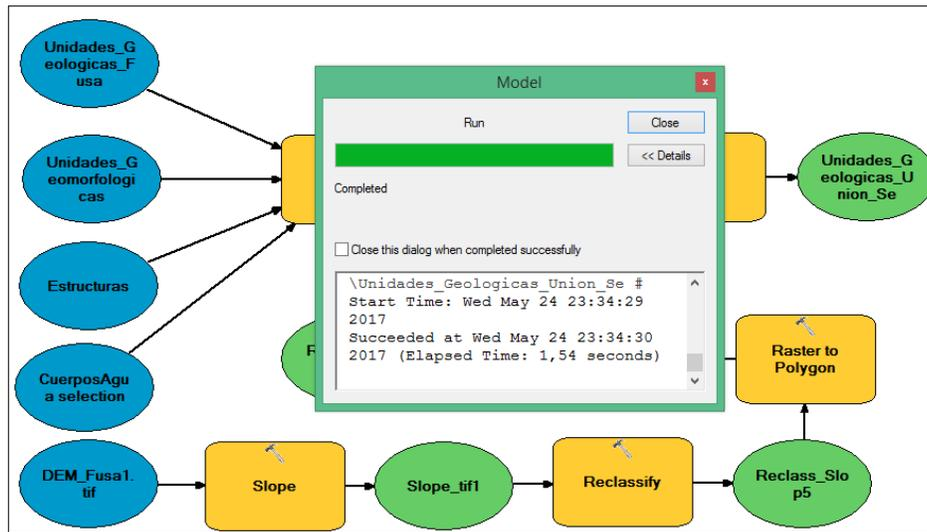 Unidades_G
eologicas_F
usa
Model
x
Run
Close
<< Details
Completed
Unidades_G
eomorfologi
cas
Unidades_G
eologicas_U
nion_Se
Close this dialog when completed successfully
\Unidades_Geologicas_Union_Se #
Start Time: Wed May 24 23:34:29
2017
Succeeded at Wed May 24 23:34:30
2017 (Elapsed Time: 1,54 seconds)
Estructuras
R
Raster to
Polygon
CuerposAgu
a selection
DEM_Fusa1.
tif
Slope
Slope_tif1
Reclassify
Reclass_Slo
p5